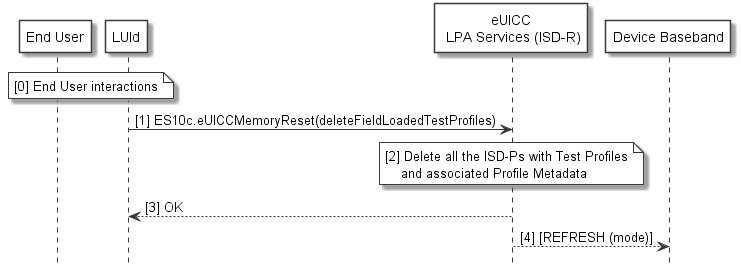 End User
LUId
eUICC
LPA Services (ISD-R)
Device Baseband
[0] End User interactions
[1] ES10c.eUICCMemoryReset(deleteFieldLoadedTestProfiles)
[2] Delete all the ISD-Ps with Test Profiles
and associated Profile Metadata
[3] OK
[4] [REFRESH (mode)]